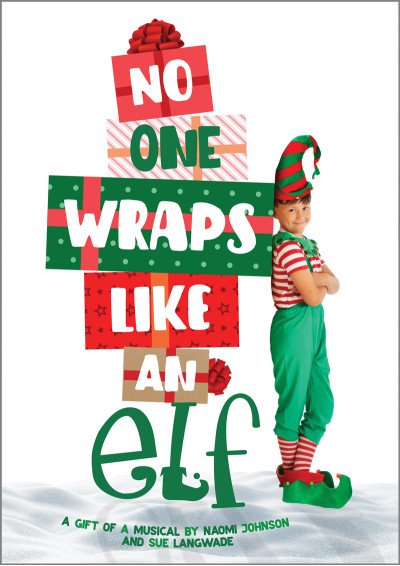 NO
ONE
WRAPS
LIKE
AN
elf
A GIFT OF A MUSICAL BY NAOMI JOHNSON
AND SUE LANGWADE